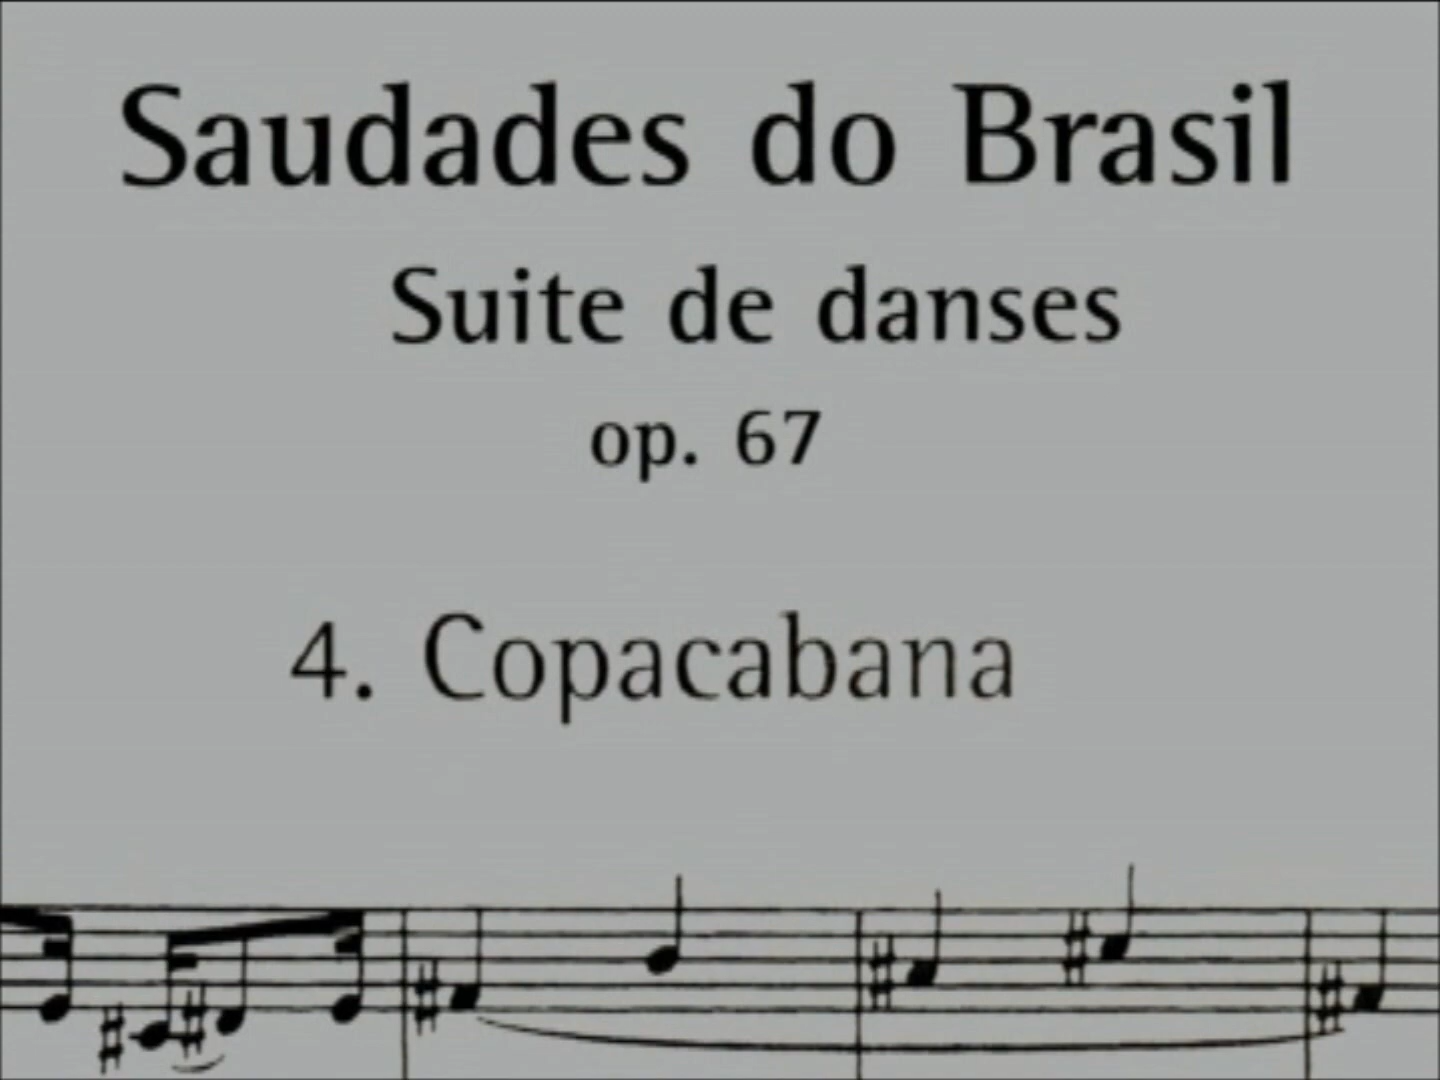 Saudades do Brasil
Suite de danses
op. 67
4. Copacabana